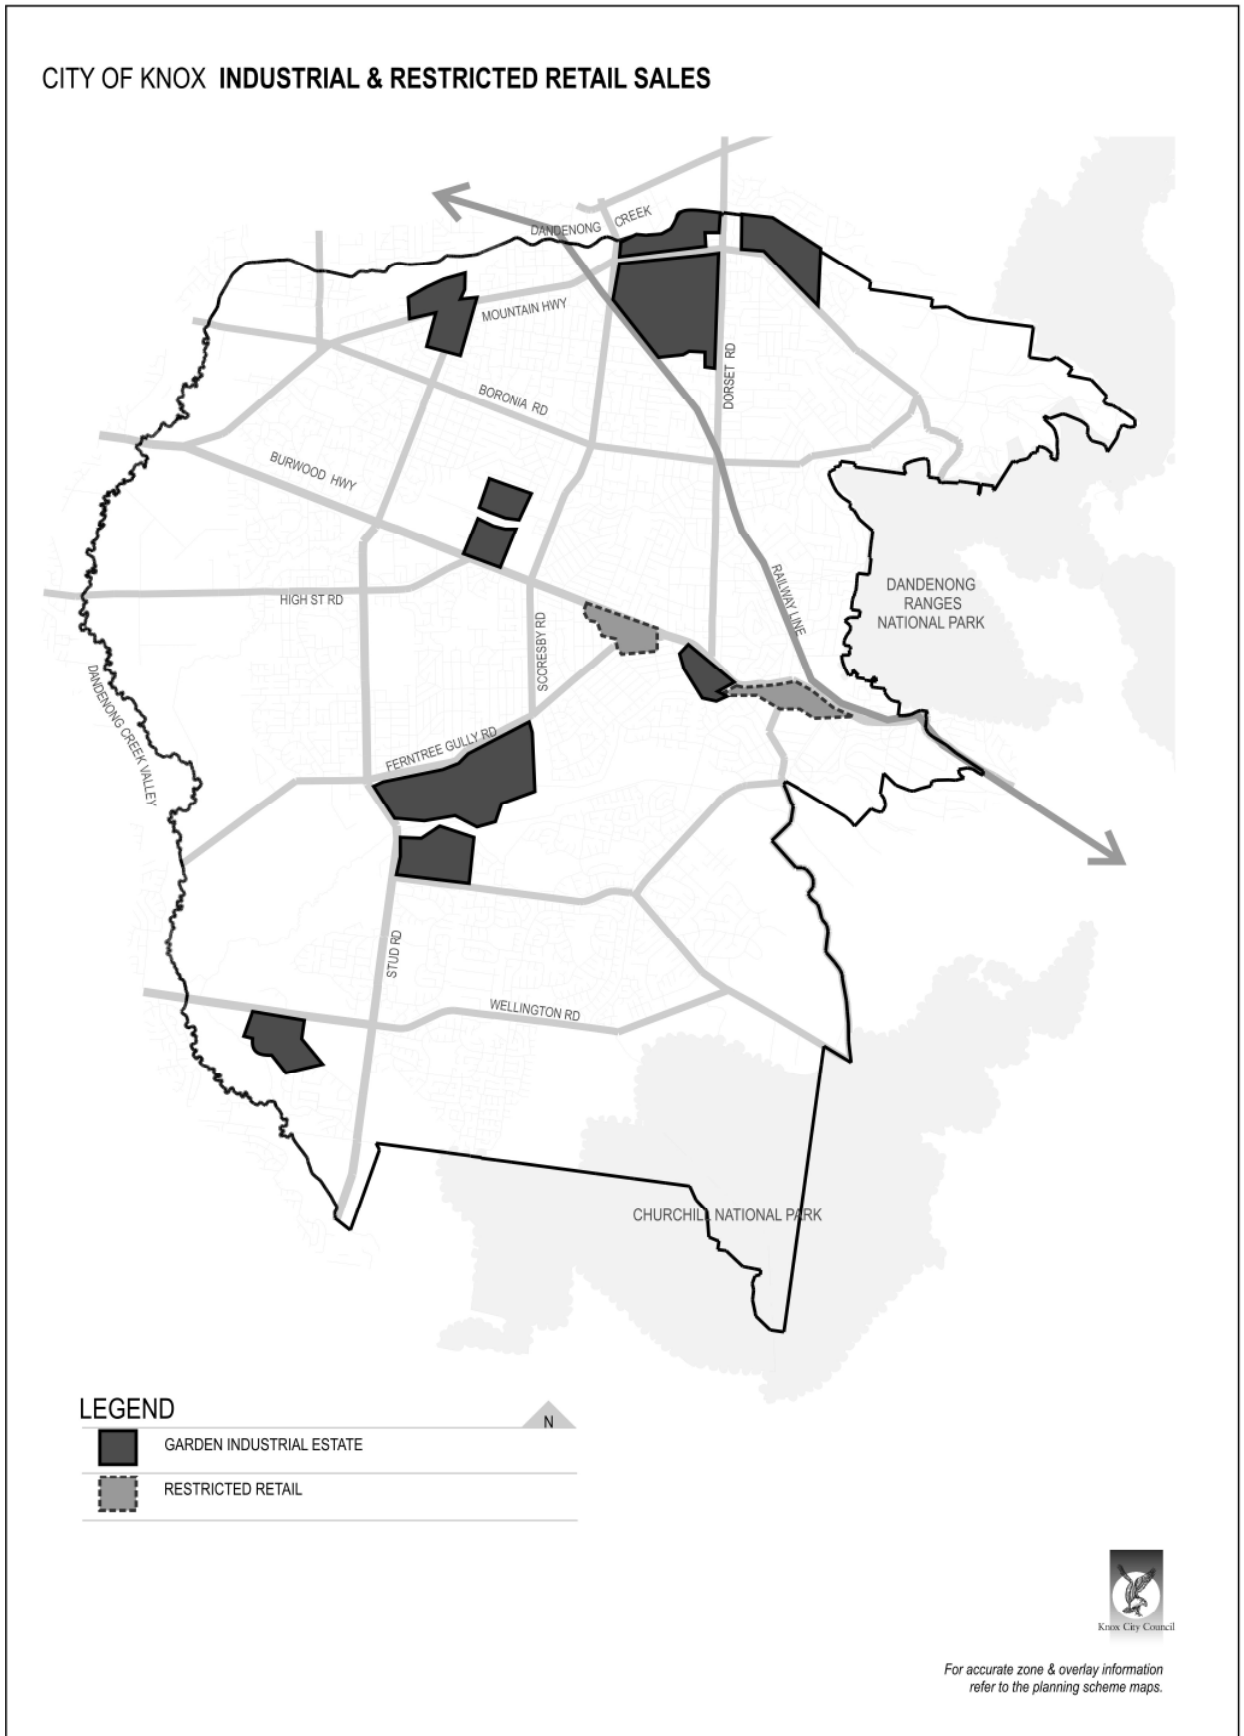 CITY OF KNOX INDUSTRIAL & RESTRICTED RETAIL SALES
DANDENONG CREEK
MOUNTAIN HWY
DORSET RD
BORONIA RD
BURWOOD HWY
RAILWAY LINE
DANDENONG
RANGES
NATIONAL PARK
HIGH ST RD
SCORESBY RD
DANDENONG CREEK VALLEY
FERNTREE GULLY RD
STUD RD
WELLINGTON RD
CHURCHILL NATIONAL PARK
LEGEND
N
GARDEN INDUSTRIAL ESTATE
RESTRICTED RETAIL
Knox City Council
For accurate zone & overlay information
refer to the planning scheme maps.